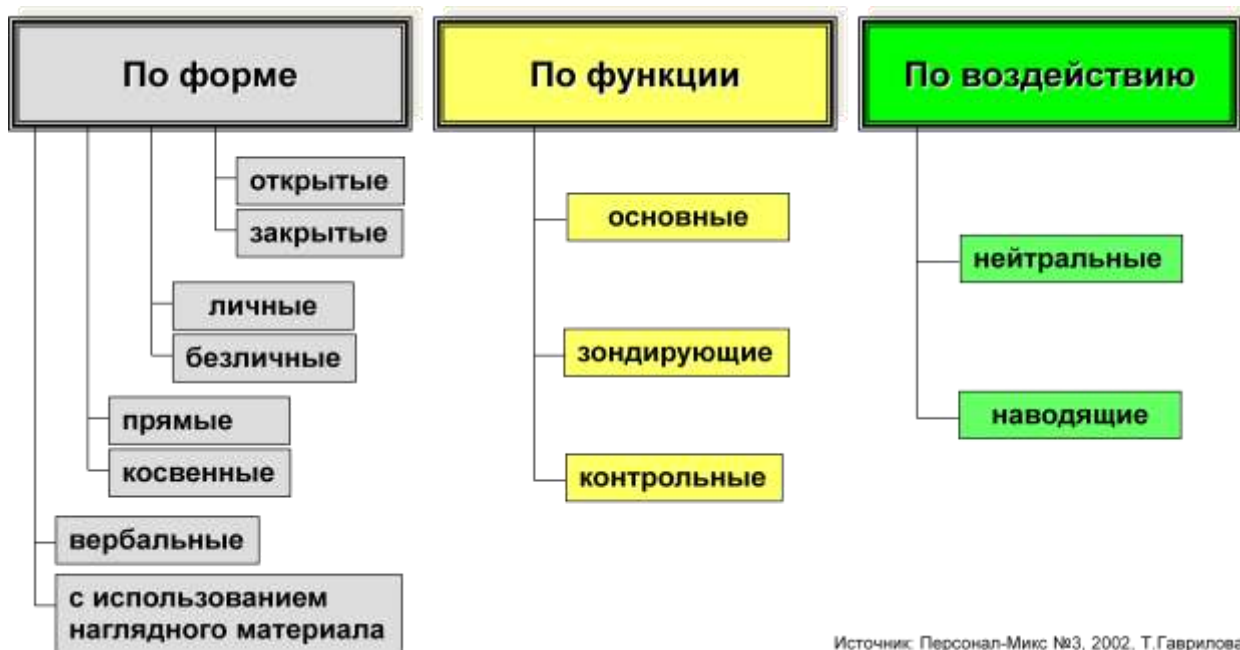 По форме
открытые
закрытые
личные
безличные
прямые
косвенные
вербальные
с использованием
наглядного материала
По функции
основные
зондирующие
контрольные
По воздействию
нейтральные
наводящие
Источник: Персонал-Микс №3, 2002, Т.Гаврилова